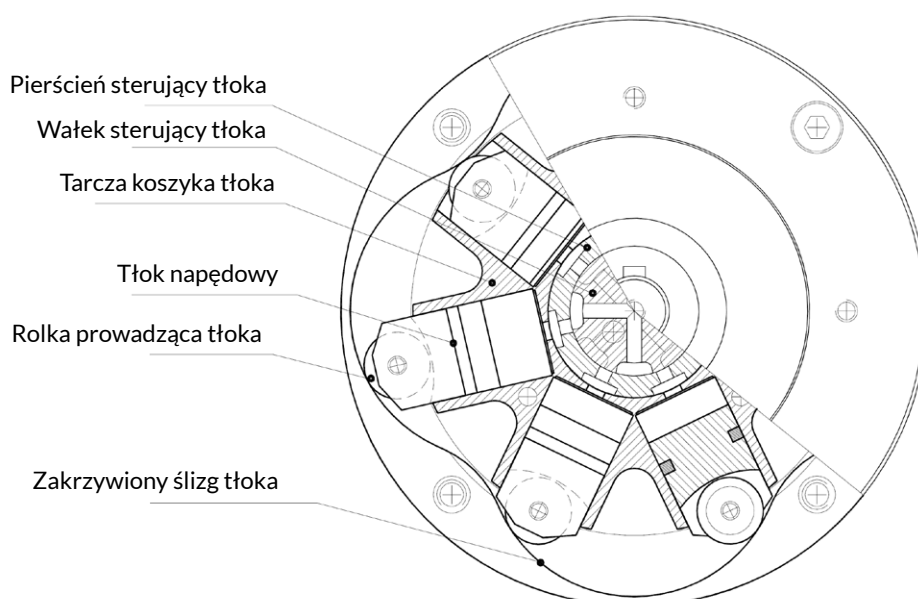 Pierścień sterujący tłoka
Wałek sterujący tłoka
Tarcza koszyka tłoka
Tłok napędowy
Rolka prowadząca tłoka
Zakrzywiony ślizg tłoka